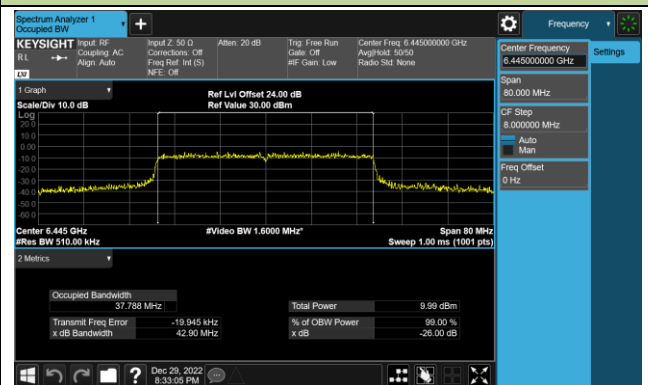 Spectrum Analyzer 1
Occupied BW
Frequency
KEYSIGHT
RL
Input: RF
Coupling: AC
Align: Auto
Input Z: 50 Ω
Corrections: Off
Freq Ref: Int (S)
NFE: Off
Atten: 20 dB
Trig: Free Run
Gate: Off
#IF Gain: Low
Center Freq: 6.445000000 GHz
Avg|Hold: 50/50
Radio Std: None
Center Frequency
6.445000000 GHz
Settings
Span
80.000 MHz
CF Step
8.000000 MHz
Auto
Man
Freq Offset
0 Hz
1 Graph
Scale/Div 10.0 dB
Ref Lvl Offset 24.00 dB
Ref Value 30.00 dBm
Log
20.0
10.0
0.00
-10.0
-20.0
-30.0
-40.0
-50.0
-60.0
Center 6.445 GHz
#Res BW 510.00 kHz
#Video BW 1.6000 MHz*
Span 80 MHz
Sweep 1.00 ms (1001 pts)
2 Metrics
Occupied Bandwidth
37.788 MHz
Total Power
9.99 dBm
Transmit Freq Error
-19.945 kHz
% of OBW Power
99.00 %
x dB Bandwidth
42.90 MHz
x dB
-26.00 dB
?
Dec 29, 2022
8:33:05 PM